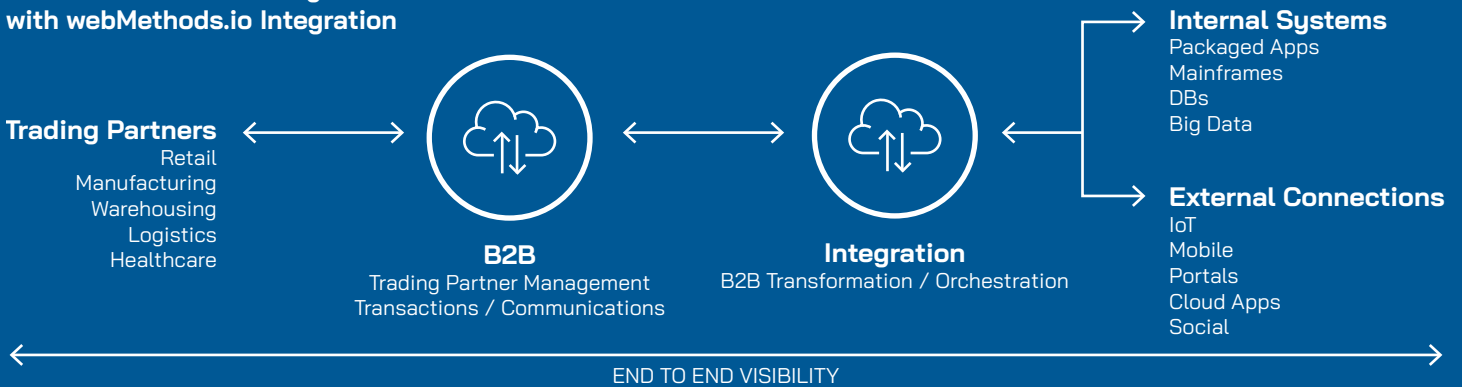 with webMethods.io Integration
Trading Partners
Retail
Manufacturing
Warehousing
Logistics
Healthcare
B2B
Trading Partner Management
Transactions / Communications
Integration
B2B Transformation / Orchestration
Internal Systems
Packaged Apps
Mainframes
DBs
Big Data
External Connections
IoT
Mobile
Portals
Cloud Apps
Social
END TO END VISIBILITY